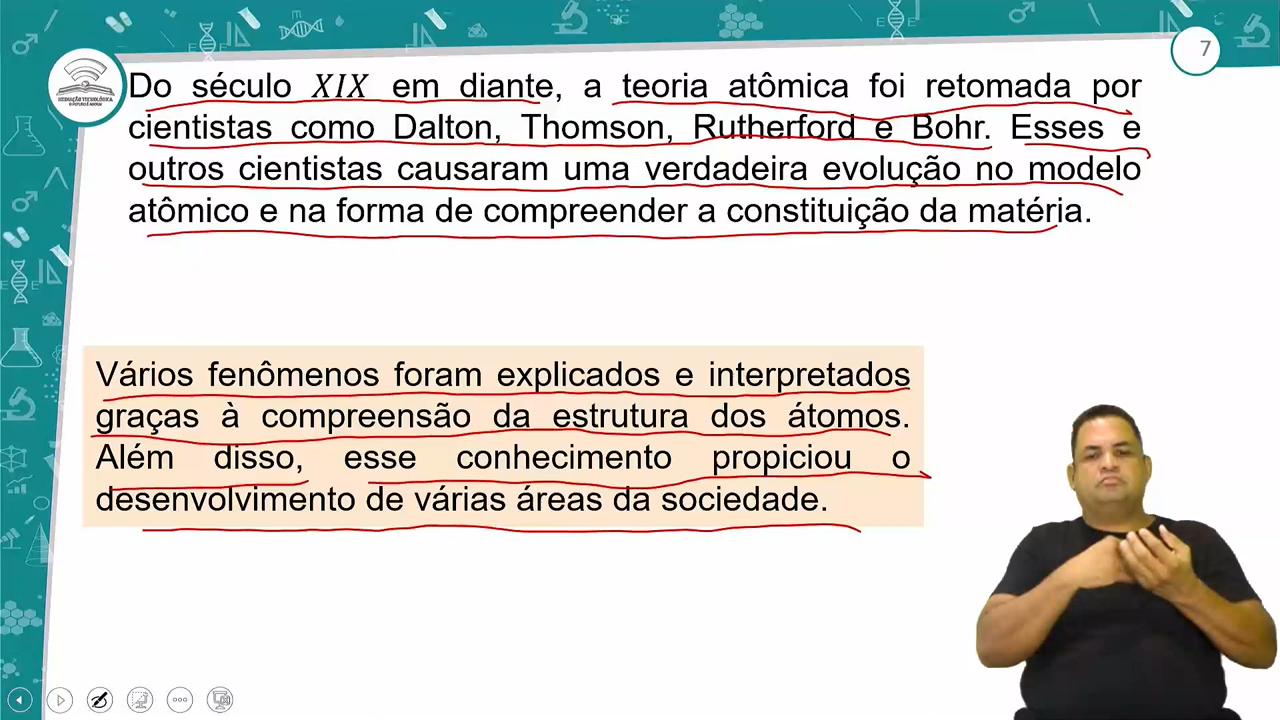 7
MEDIAÇÃO TECNOLÓGICA
Do século XIX em diante, a teoria atômica foi retomada por
cientistas como Dalton, Thomson, Rutherford e Bohr. Esses e
outros cientistas causaram uma verdadeira evolução no modelo
atômico e na forma de compreender a constituição da matéria.
Vários fenômenos foram explicados e interpretados
graças à compreensão da estrutura dos átomos.
Além disso, esse conhecimento propiciou o
desenvolvimento de várias áreas da sociedade.